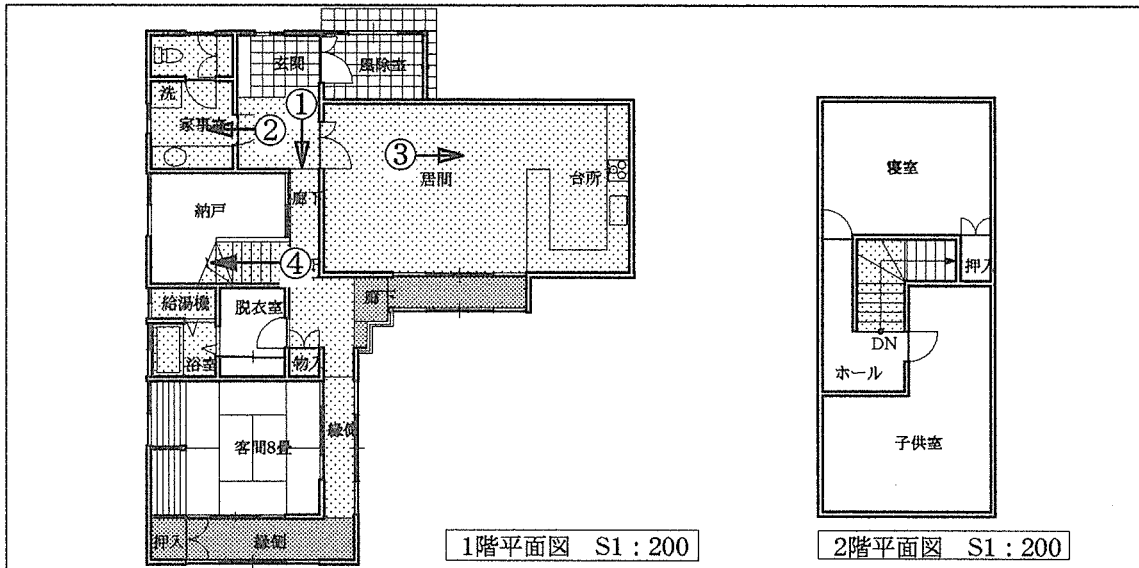 玄関
風除室
洗
①
家事室
②
③
居間
台所
廊下
納戸
④
給湯機
脱衣室
浴室
物入
縁側
客間8畳
押入
縁側
1階平面図 S1:200
寝室
押入
DN
ホール
子供室
2階平面図 S1:200